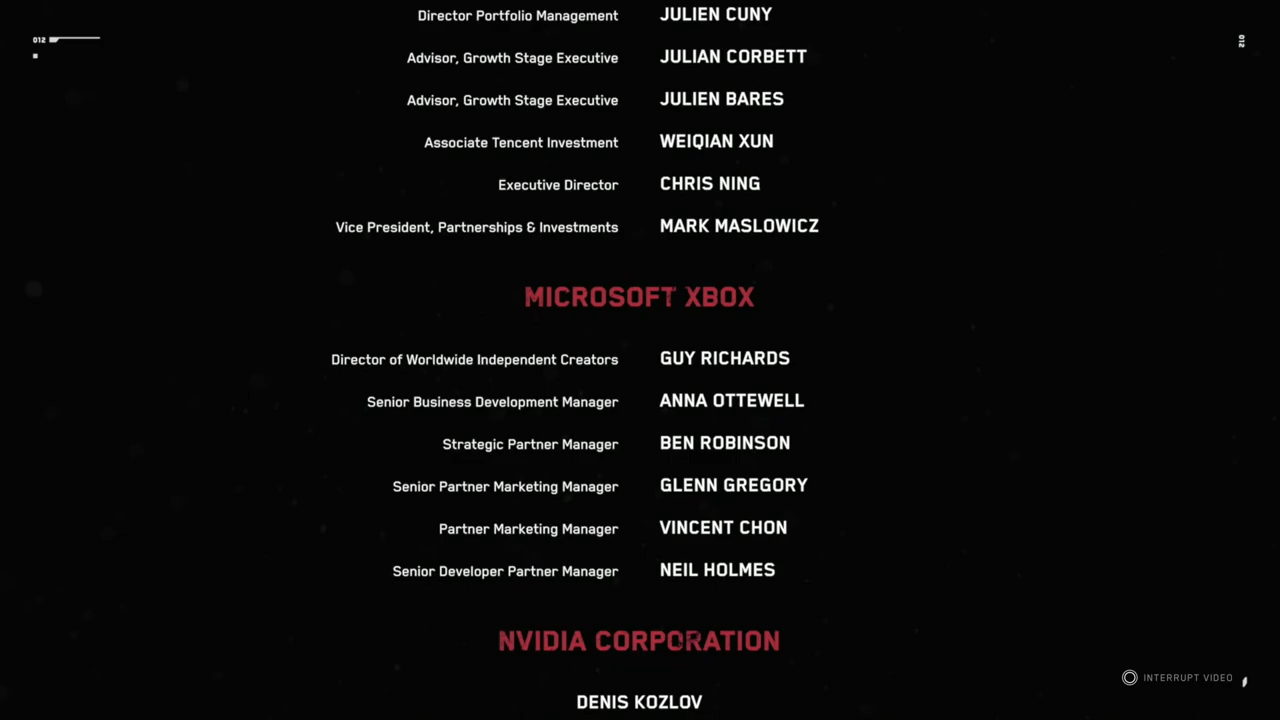 Director Portfolio Management JULIEN CUNY
012
012
Advisor, Growth Stage Executive JULIAN CORBETT
Advisor, Growth Stage Executive JULIEN BARES
Associate Tencent Investment WEIQIAN XUN
Executive Director CHRIS NING
Vice President, Partnerships & Investments MARK MASLOWICZ
MICROSOFT XBOX
Director of Worldwide Independent Creators GUY RICHARDS
Senior Business Development Manager ANNA OTTEWELL
Strategic Partner Manager BEN ROBINSON
Senior Partner Marketing Manager GLENN GREGORY
Partner Marketing Manager VINCENT CHON
Senior Developer Partner Manager NEIL HOLMES
NVIDIA CORPORATION
INTERRUPT VIDEO
DENIS KOZLOV